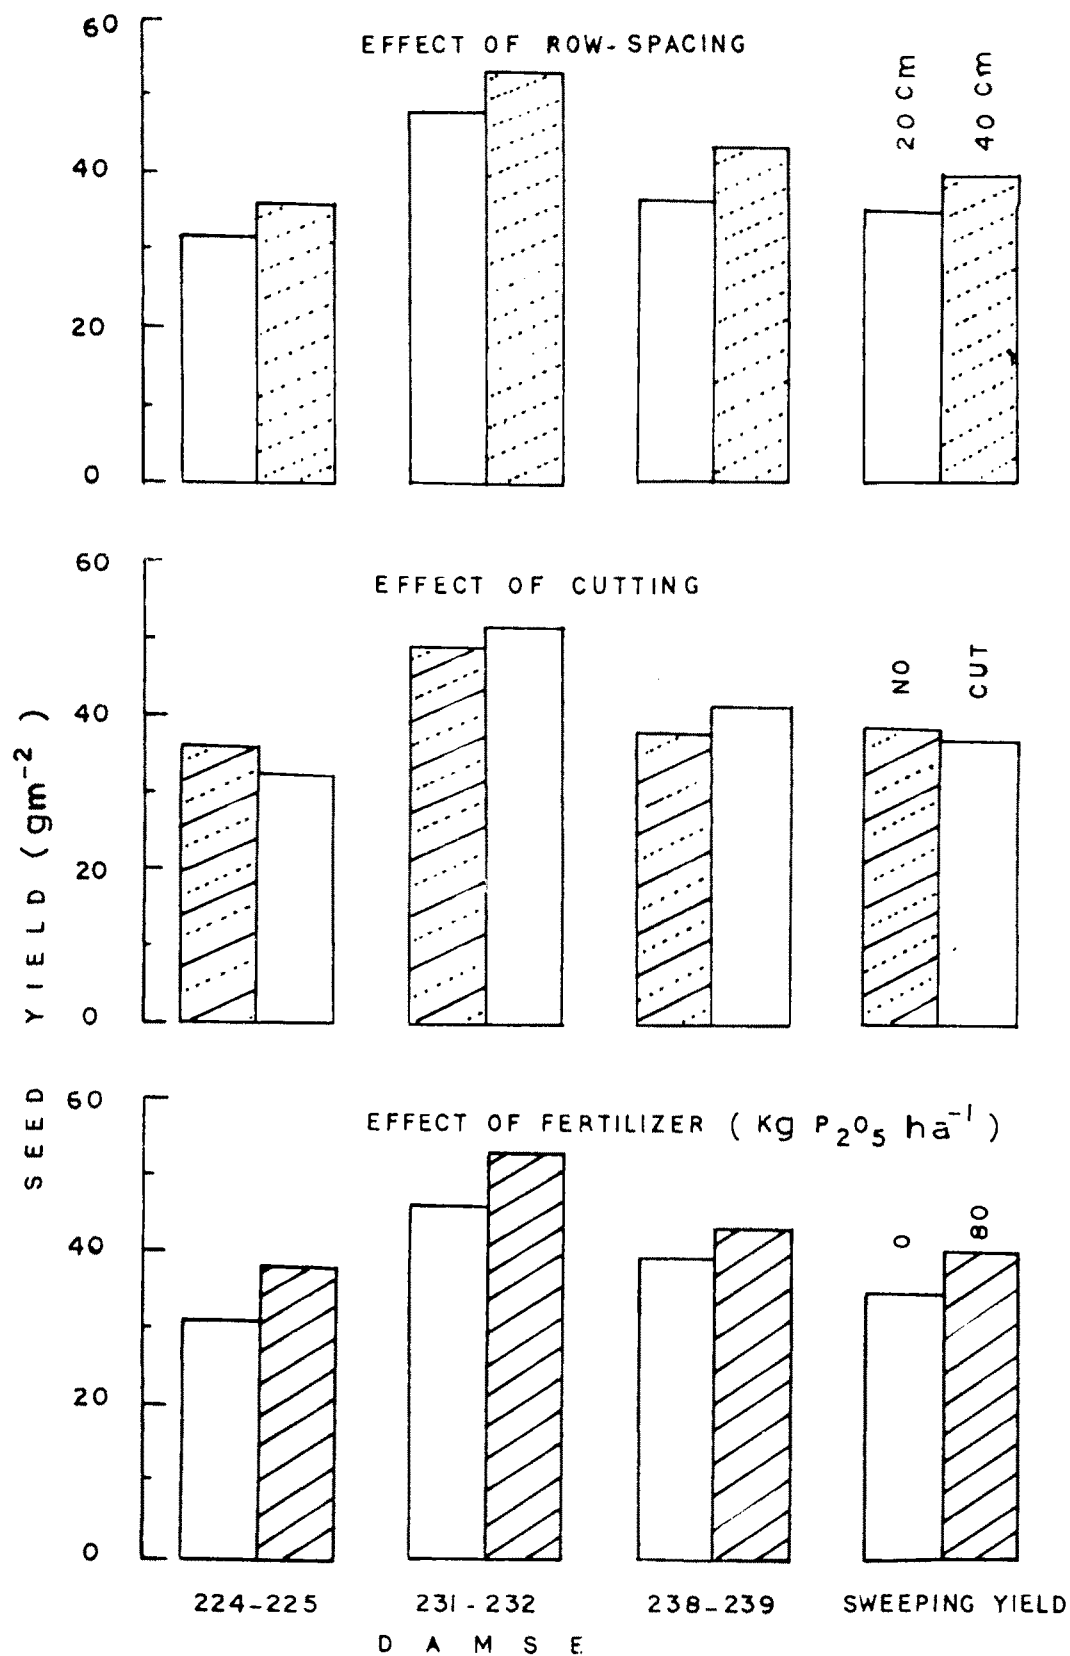 SEED YIELD (gm⁻²)
EFFECT OF ROW-SPACING
60
40
20
0
20 Cm
40 Cm
EFFECT OF CUTTING
60
40
20
0
NO
CUT
EFFECT OF FERTILIZER ( Kg P₂O₅ ha⁻¹ )
60
40
20
0
0
80
224-225 231-232 238-239 SWEEPING YIELD
D A M S E